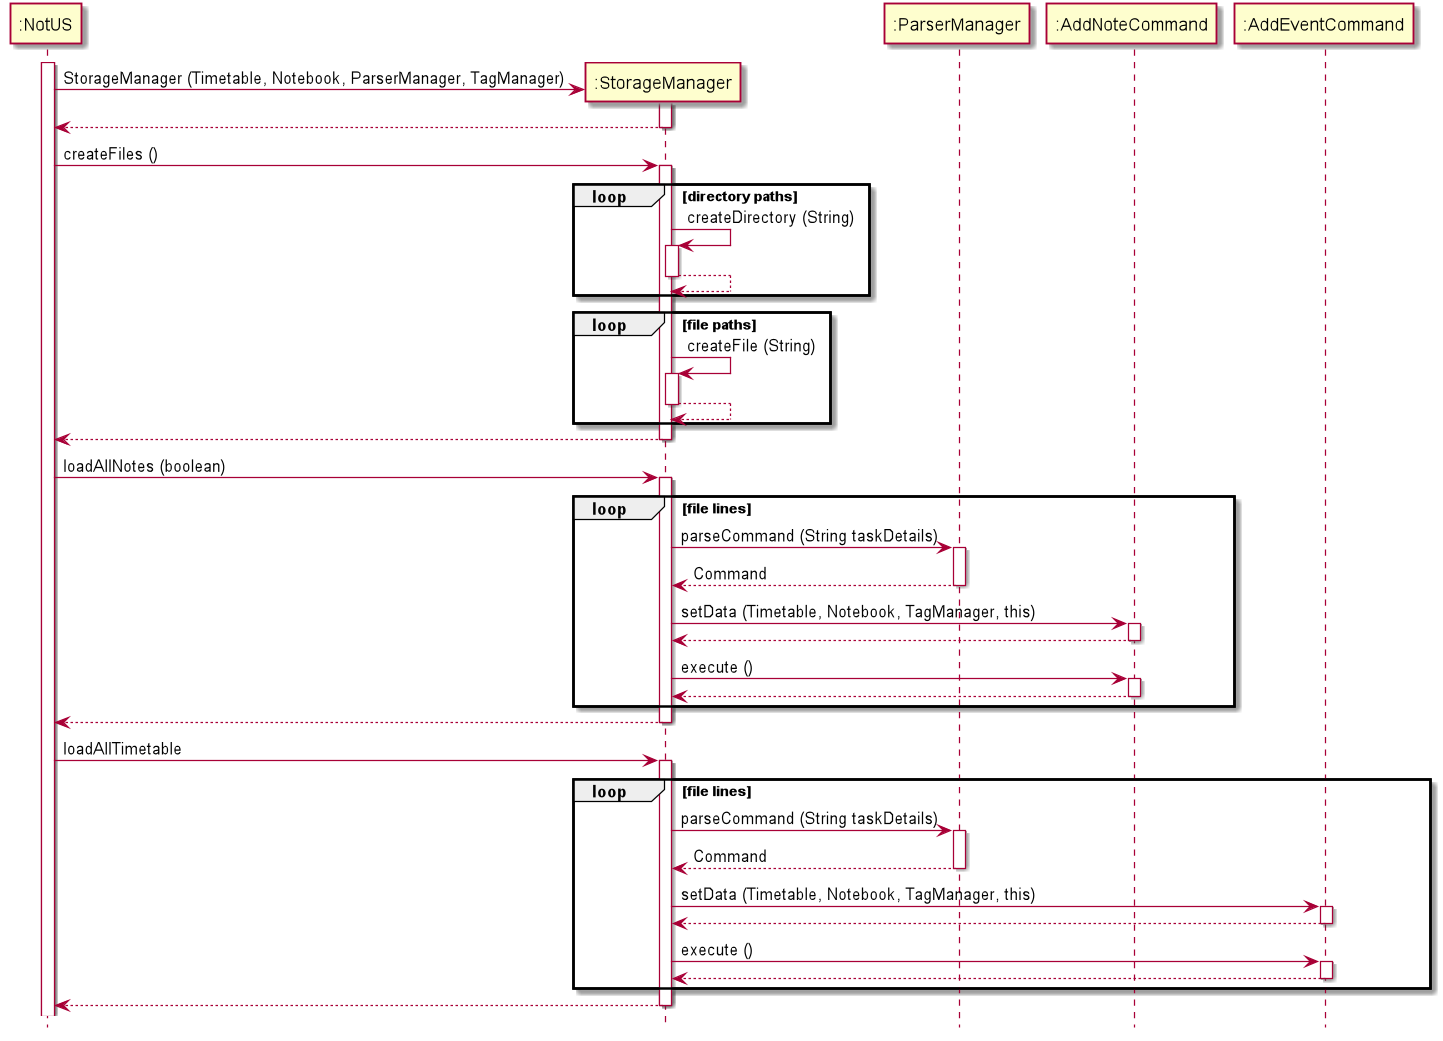 :NotUS
:ParserManager
:AddNoteCommand
:AddEventCommand
StorageManager (Timetable, Notebook, ParserManager, TagManager)
:StorageManager
createFiles ()
loop
[directory paths]
createDirectory (String)
loop
[file paths]
createFile (String)
loadAllNotes (boolean)
loop
[file lines]
parseCommand (String taskDetails)
Command
setData (Timetable, Notebook, TagManager, this)
execute ()
loadAllTimetable
loop
[file lines]
parseCommand (String taskDetails)
Command
setData (Timetable, Notebook, TagManager, this)
execute ()